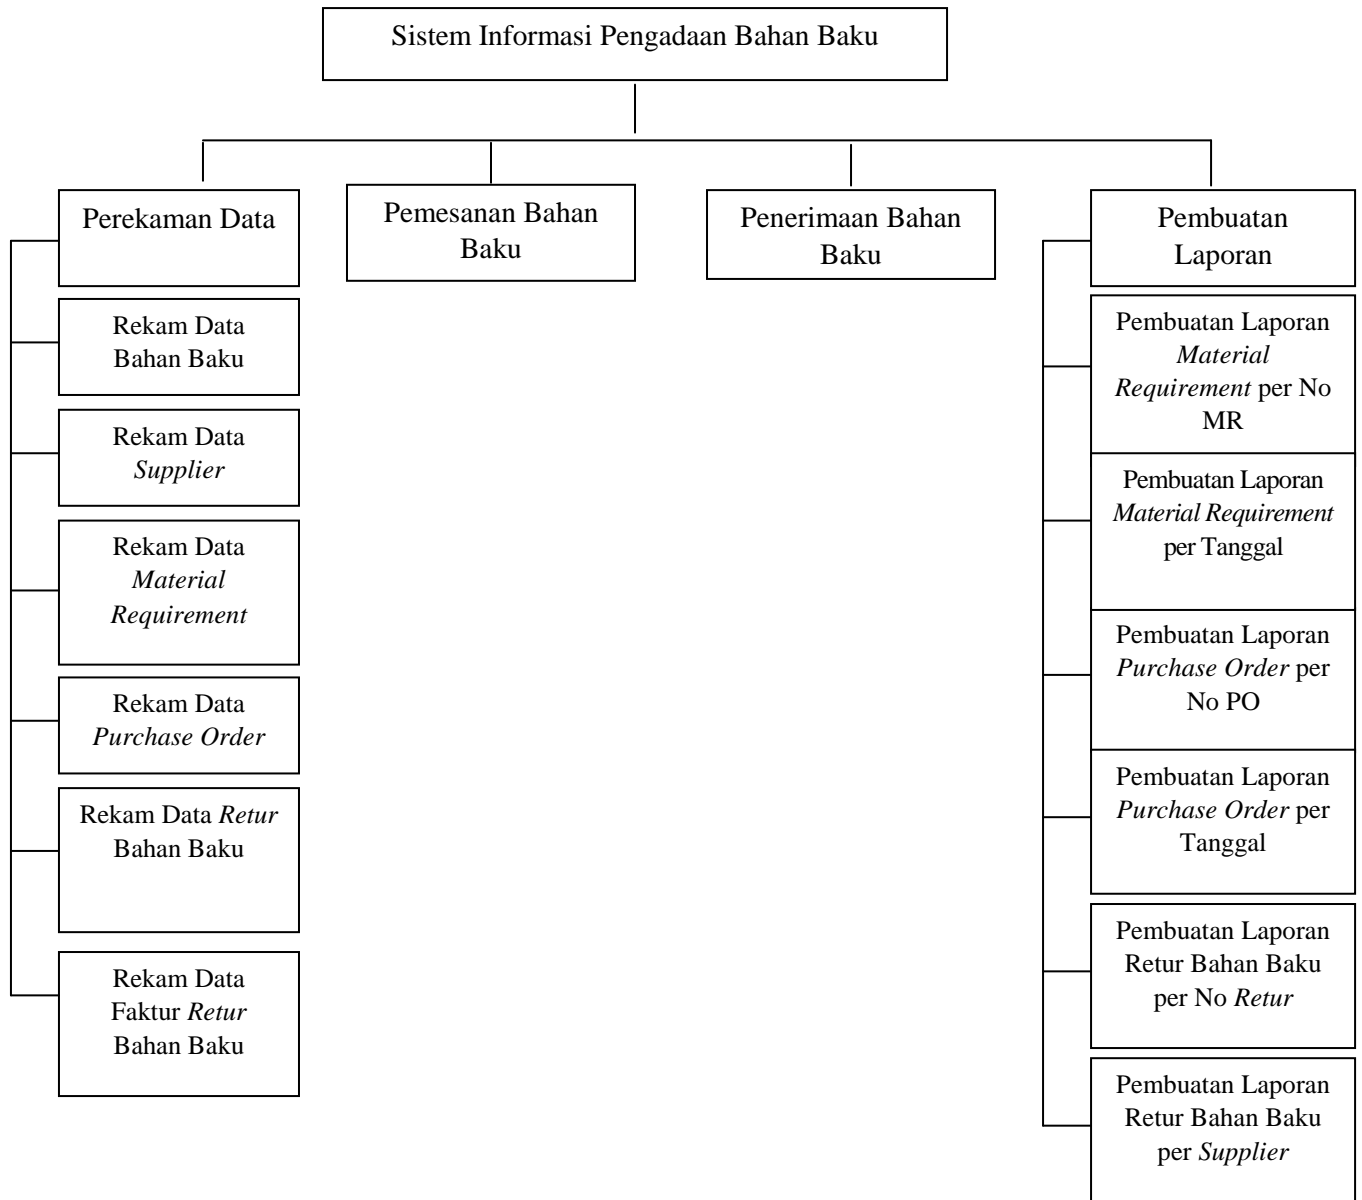 Sistem Informasi Pengadaan Bahan Baku
Perekaman Data
Pemesanan Bahan
Baku
Penerimaan Bahan
Baku
Pembuatan
Laporan
Rekam Data
Bahan Baku
Rekam Data
Supplier
Rekam Data
Material
Requirement
Rekam Data
Purchase Order
Rekam Data Retur
Bahan Baku
Rekam Data
Faktur Retur
Bahan Baku
Pembuatan Laporan
Material
Requirement per No
MR
Pembuatan Laporan
Material Requirement
per Tanggal
Pembuatan Laporan
Purchase Order per
No PO
Pembuatan Laporan
Purchase Order per
Tanggal
Pembuatan Laporan
Retur Bahan Baku
per No Retur
Pembuatan Laporan
Retur Bahan Baku
per Supplier